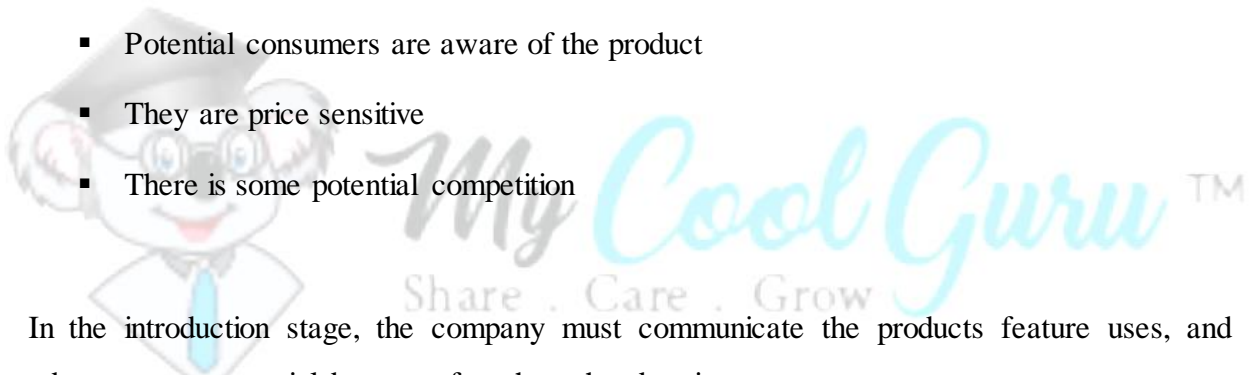 ▪ Potential consumers are aware of the product
▪ They are price sensitive
▪ There is some potential competition
My Cool Guru TM
Share . Care . Grow
In the introduction stage, the company must communicate the products feature uses, and